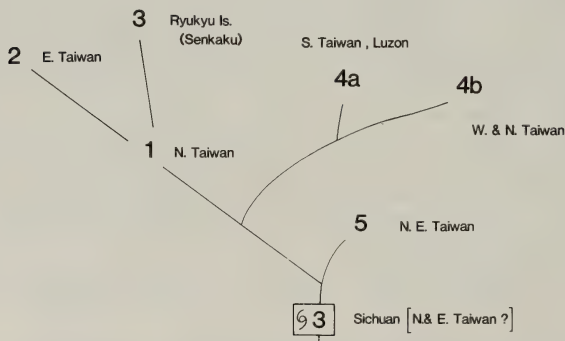 3 Ryukyu Is.
(Senkaku)
2 E. Taiwan
S. Taiwan , Luzon
4a
4b
W. & N. Taiwan
1 N. Taiwan
5 N. E. Taiwan
3 Sichuan [N.& E. Taiwan ?]